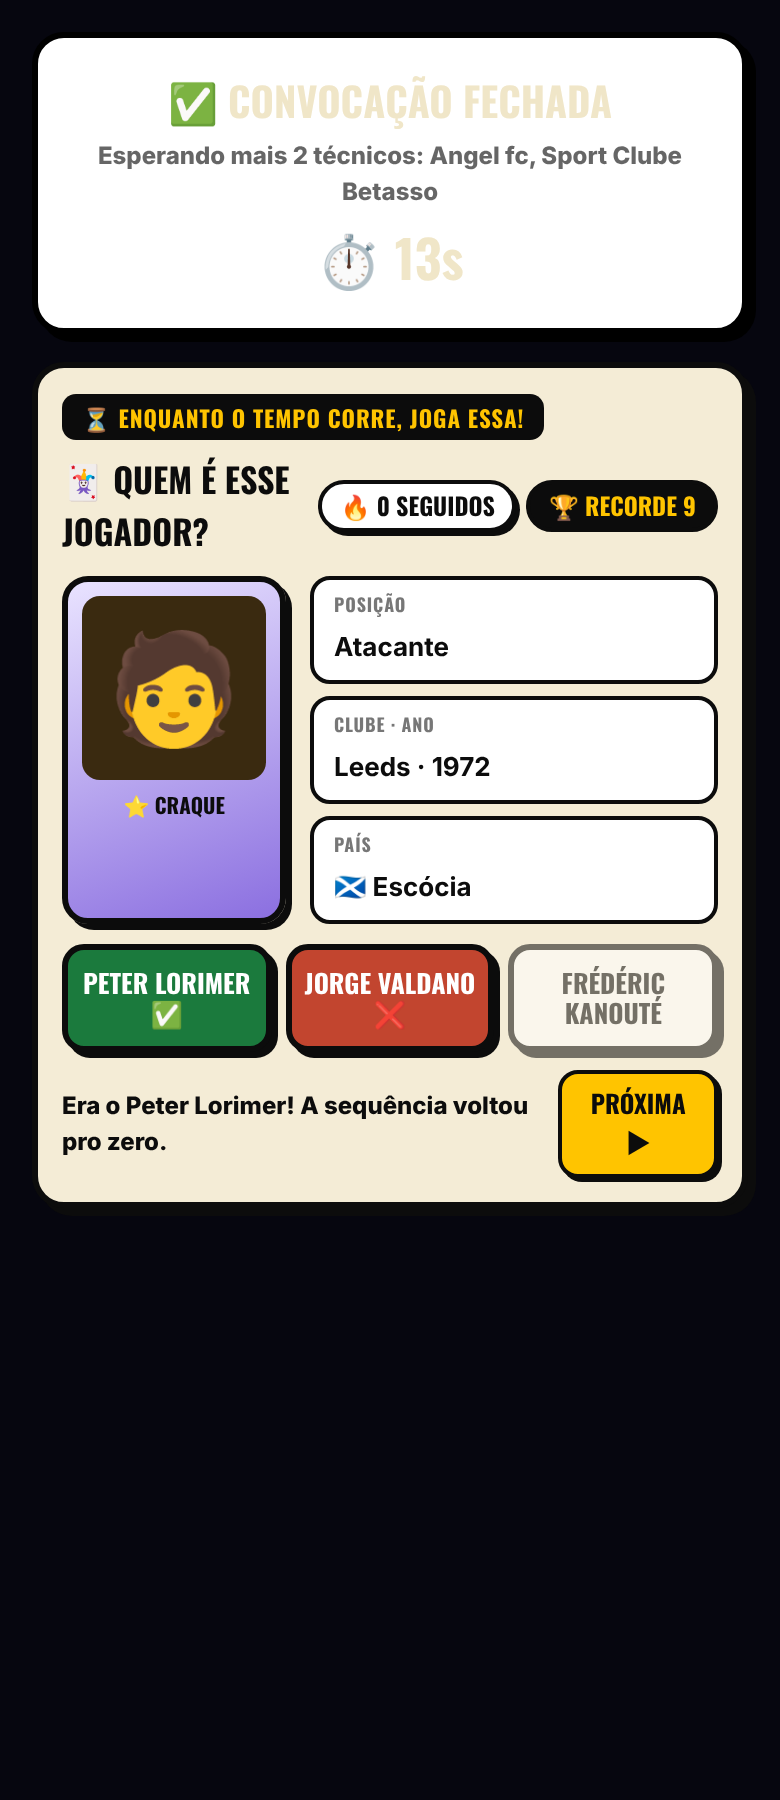 ✅ CONVOCAÇÃO FECHADA
Esperando mais 2 técnicos: Angel fc, Sport Clube
Betasso
⏱️ 13s
⏳ ENQUANTO O TEMPO CORRE, JOGA ESSA!
🃏 QUEM É ESSE
JOGADOR?
🔥 0 SEGUIDOS
🏆 RECORDE 9
⭐ CRAQUE
POSIÇÃO
Atacante
CLUBE · ANO
Leeds · 1972
PAÍS
🏴󠁧󠁢󠁳󠁣󠁴󠁿 Escócia
PETER LORIMER
✅
JORGE VALDANO
❌
FRÉDÉRIC
KANOUTÉ
Era o Peter Lorimer! A sequência voltou
pro zero.
PRÓXIMA
▶